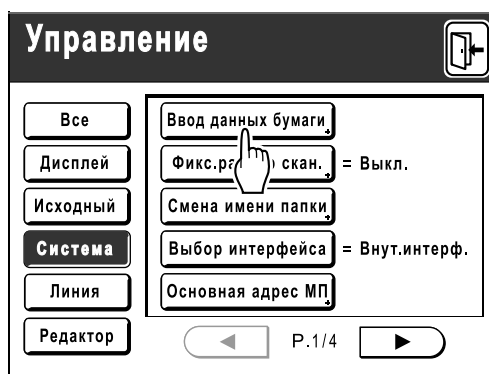 Управление
Все
Ввод данных бумаги
Дисплей
скан. = Выкл.
Исходный
Смена имени папки
Система
Выбор интерфейса = Внут.интерф.
Линия
Основная адрес МП
Редактор
P.1/4